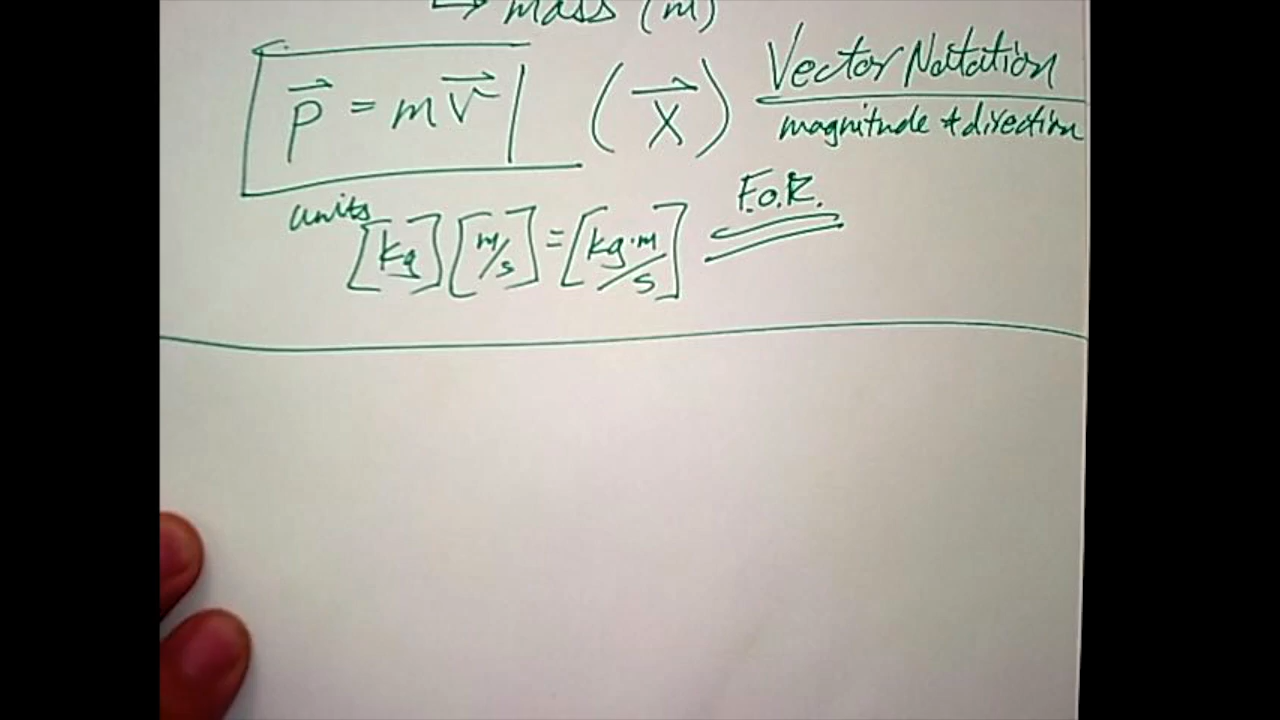 ↳ mass (m)
p⃗ = mv⃗ (x⃗) Vector Notation
magnitude + direction
units [kg] [m/s] = [kg·m/s] F.O.R.